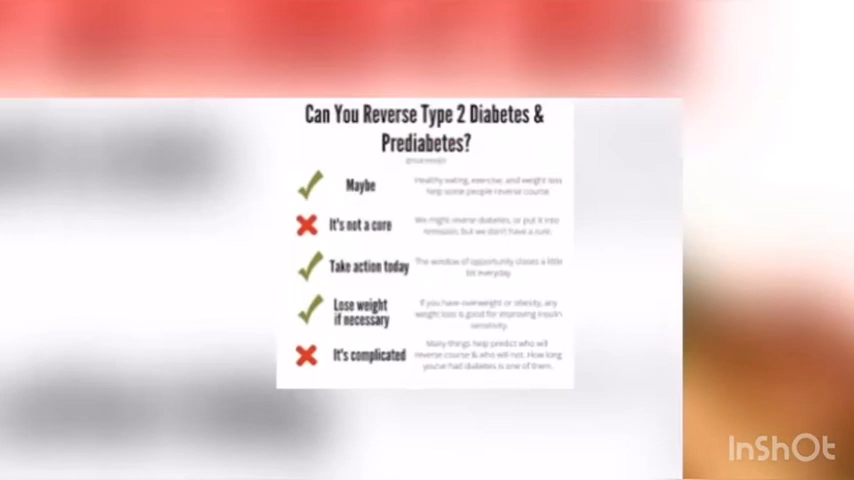 Can You Reverse Type 2 Diabetes &
Prediabetes?
Maybe
Healthy eating, exercise, and weight loss
help some people reverse course.
It's not a cure
We might reverse diabetes, or put it into
remission, but we don't have a cure.
Take action today
The window of opportunity closes a little
bit everyday.
Lose weight
if necessary
If you have overweight or obesity, any
weight loss is good for improving insulin
sensitivity.
It's complicated
Many things help predict who will
reverse course & who will not. How long
you've had diabetes is one of them.
InShOt